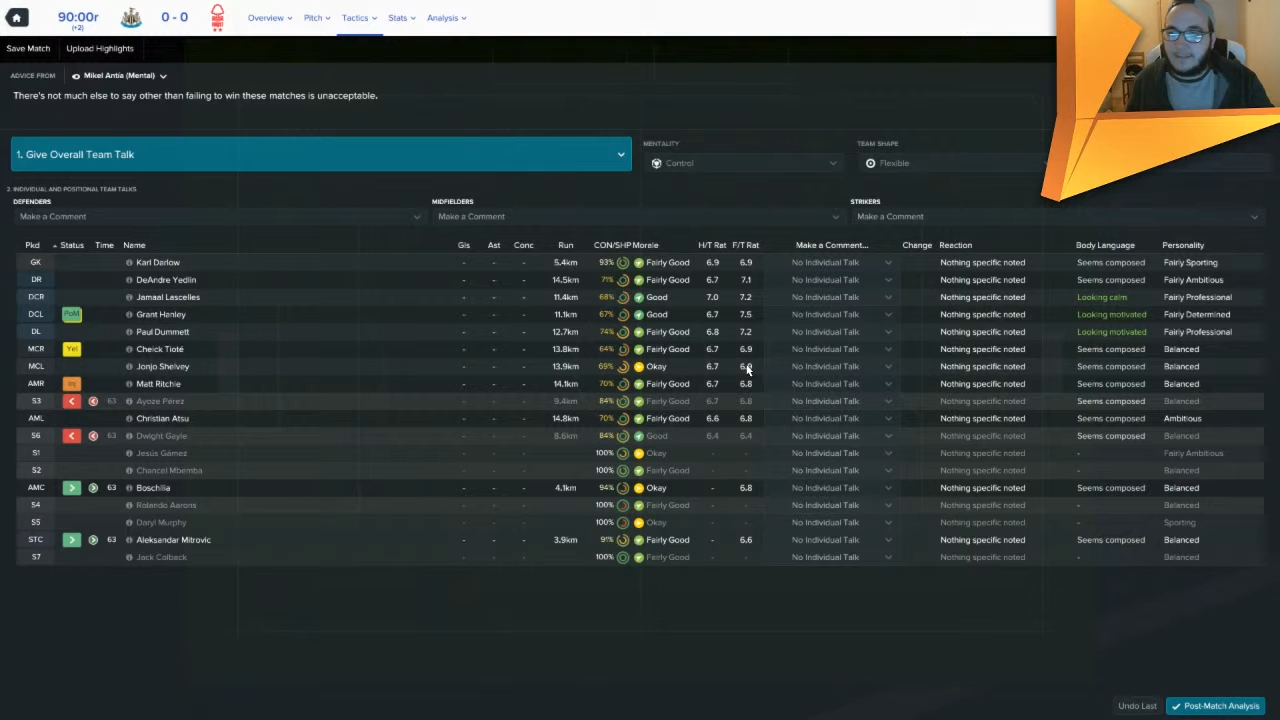 90:00r 0 - 0 Overview Pitch Tactics Stats Analysis
(+2)
Save Match Upload Highlights
ADVICE FROM Mikel Antía (Mental)
There's not much else to say other than failing to win these matches is unacceptable.
1. Give Overall Team Talk
MENTALITY TEAM SHAPE
Control Flexible
2. INDIVIDUAL AND POSITIONAL TEAM TALKS
DEFENDERS MIDFIELDERS STRIKERS
Make a Comment Make a Comment Make a Comment
Pkd Status Time Name Gls Ast Conc Run CON/SHP Morale H/T Rat F/T Rat Make a Comment... Change Reaction Body Language Personality
GK Karl Darlow - - - 5.4km 93% Fairly Good 6.9 6.9 No Individual Talk Nothing specific noted Seems composed Fairly Sporting
DR DeAndre Yedlin - - - 14.5km 71% Fairly Good 6.7 7.1 No Individual Talk Nothing specific noted Seems composed Fairly Ambitious
DCR Jamaal Lascelles - - - 11.4km 68% Good 7.0 7.2 No Individual Talk Nothing specific noted Looking calm Fairly Professional
DCL PoM Grant Hanley - - - 11.1km 67% Good 6.7 7.5 No Individual Talk Nothing specific noted Looking motivated Fairly Determined
DL Paul Dummett - - - 12.7km 74% Fairly Good 6.8 7.2 No Individual Talk Nothing specific noted Looking motivated Fairly Professional
MCR Yel Cheick Tioté - - - 13.8km 64% Fairly Good 6.7 6.9 No Individual Talk Nothing specific noted Seems composed Balanced
MCL Jonjo Shelvey - - - 13.9km 69% Okay 6.7 No Individual Talk Nothing specific noted Seems composed Balanced
AMR Inj Matt Ritchie - - - 14.1km 70% Fairly Good 6.7 6.8 No Individual Talk Nothing specific noted Seems composed Balanced
S3 63 Ayoze Pérez - - - 9.4km 84% Fairly Good 6.7 6.8 No Individual Talk Nothing specific noted Seems composed Balanced
AML Christian Atsu - - - 14.8km 70% Fairly Good 6.6 6.8 No Individual Talk Nothing specific noted Seems composed Ambitious
S6 63 Dwight Gayle - - - 8.6km 84% Good 6.4 6.4 No Individual Talk Nothing specific noted Seems composed Balanced
S1 Jesús Gámez - - - 100% Okay - - No Individual Talk Nothing specific noted - Fairly Ambitious
S2 Chancel Mbemba - - - 100% Fairly Good - - No Individual Talk Nothing specific noted - Balanced
AMC 63 Boschilia - - - 4.1km 94% Okay - 6.8 No Individual Talk Nothing specific noted Seems composed Balanced
S4 Rolando Aarons - - - 100% Fairly Good - - No Individual Talk Nothing specific noted - Balanced
S5 Daryl Murphy - - - 100% Okay - - No Individual Talk Nothing specific noted - Sporting
STC 63 Aleksandar Mitrovic - - - 3.9km 91% Fairly Good - 6.6 No Individual Talk Nothing specific noted Seems composed Balanced
S7 Jack Colback - - - 100% Fairly Good - - No Individual Talk Nothing specific noted - Balanced
Undo Last Post-Match Analysis